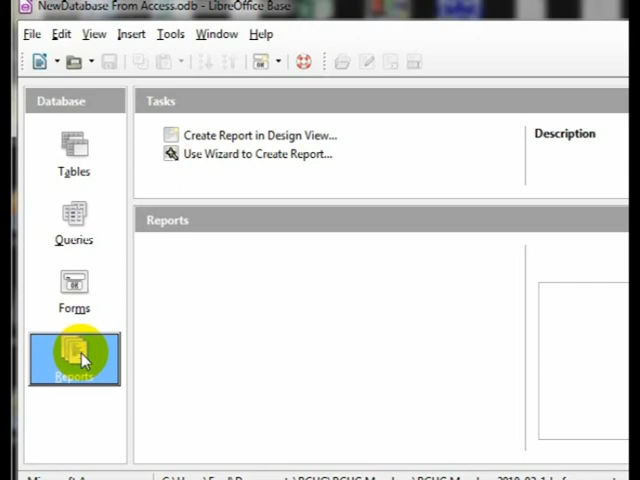 NewDatabase From Access.odb - LibreOffice Base
File Edit View Insert Tools Window Help
Database
Tables
Queries
Forms
Reports
Tasks
Create Report in Design View...
Use Wizard to Create Report...
Description
Reports